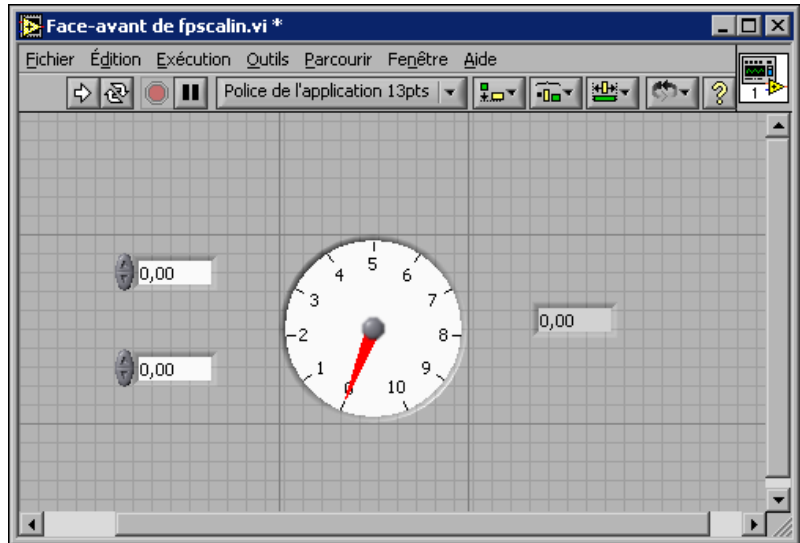 Face-avant de fpscalin.vi *
Fichier Édition Exécution Outils Parcourir Fenêtre Aide
Police de l'application 13pts
?
1
0,00
0,00
0 1 2 3 4 5 6 7 8 9 10
0,00